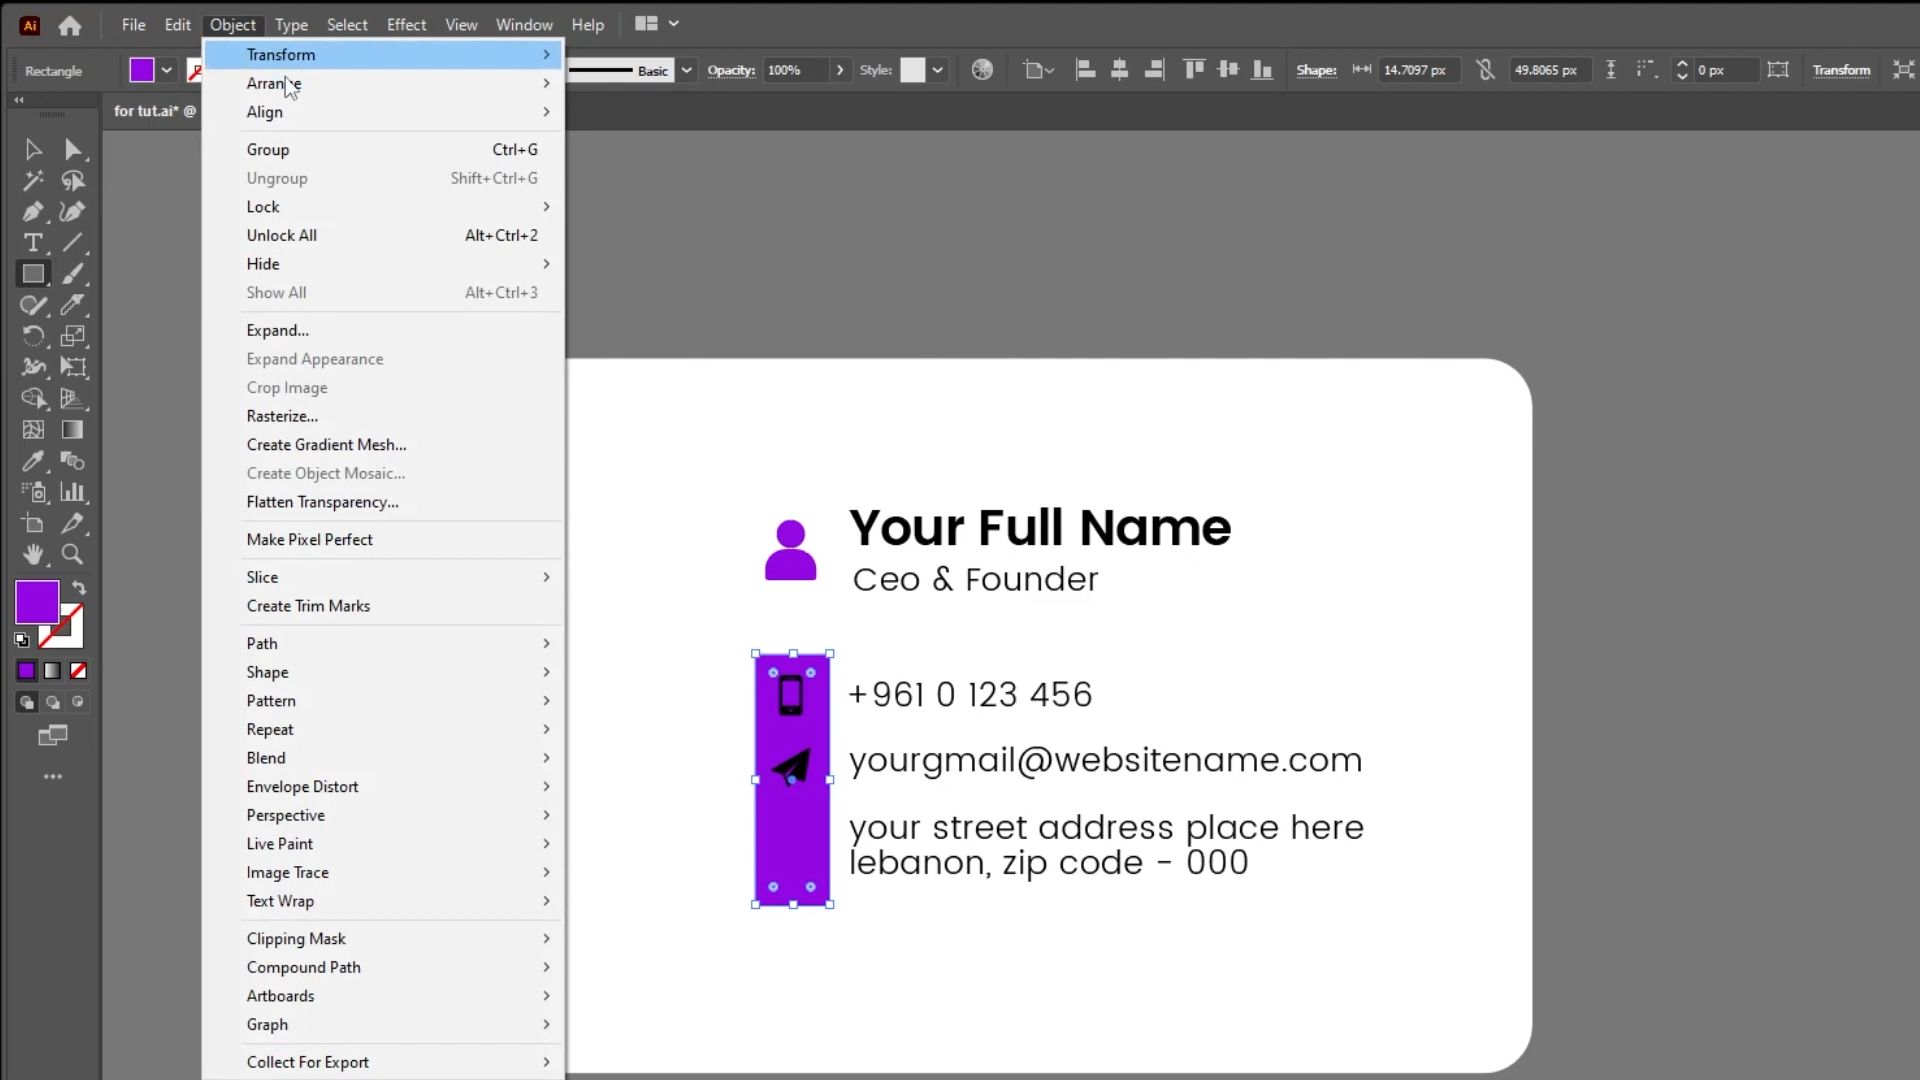 Ai File Edit Object Type Select Effect View Window Help
Rectangle Basic Opacity: 100% Style: Shape: 14.7097 px 49.8065 px 0 px Transform
for tut.ai* @
Transform
Arrange
Align
Group Ctrl+G
Ungroup Shift+Ctrl+G
Lock
Unlock All Alt+Ctrl+2
Hide
Show All Alt+Ctrl+3
Expand...
Expand Appearance
Crop Image
Rasterize...
Create Gradient Mesh...
Create Object Mosaic...
Flatten Transparency...
Make Pixel Perfect
Slice
Create Trim Marks
Path
Shape
Pattern
Repeat
Blend
Envelope Distort
Perspective
Live Paint
Image Trace
Text Wrap
Clipping Mask
Compound Path
Artboards
Graph
Collect For Export
Your Full Name
Ceo & Founder
+961 0 123 456
yourgmail@websitename.com
your street address place here
lebanon, zip code - 000